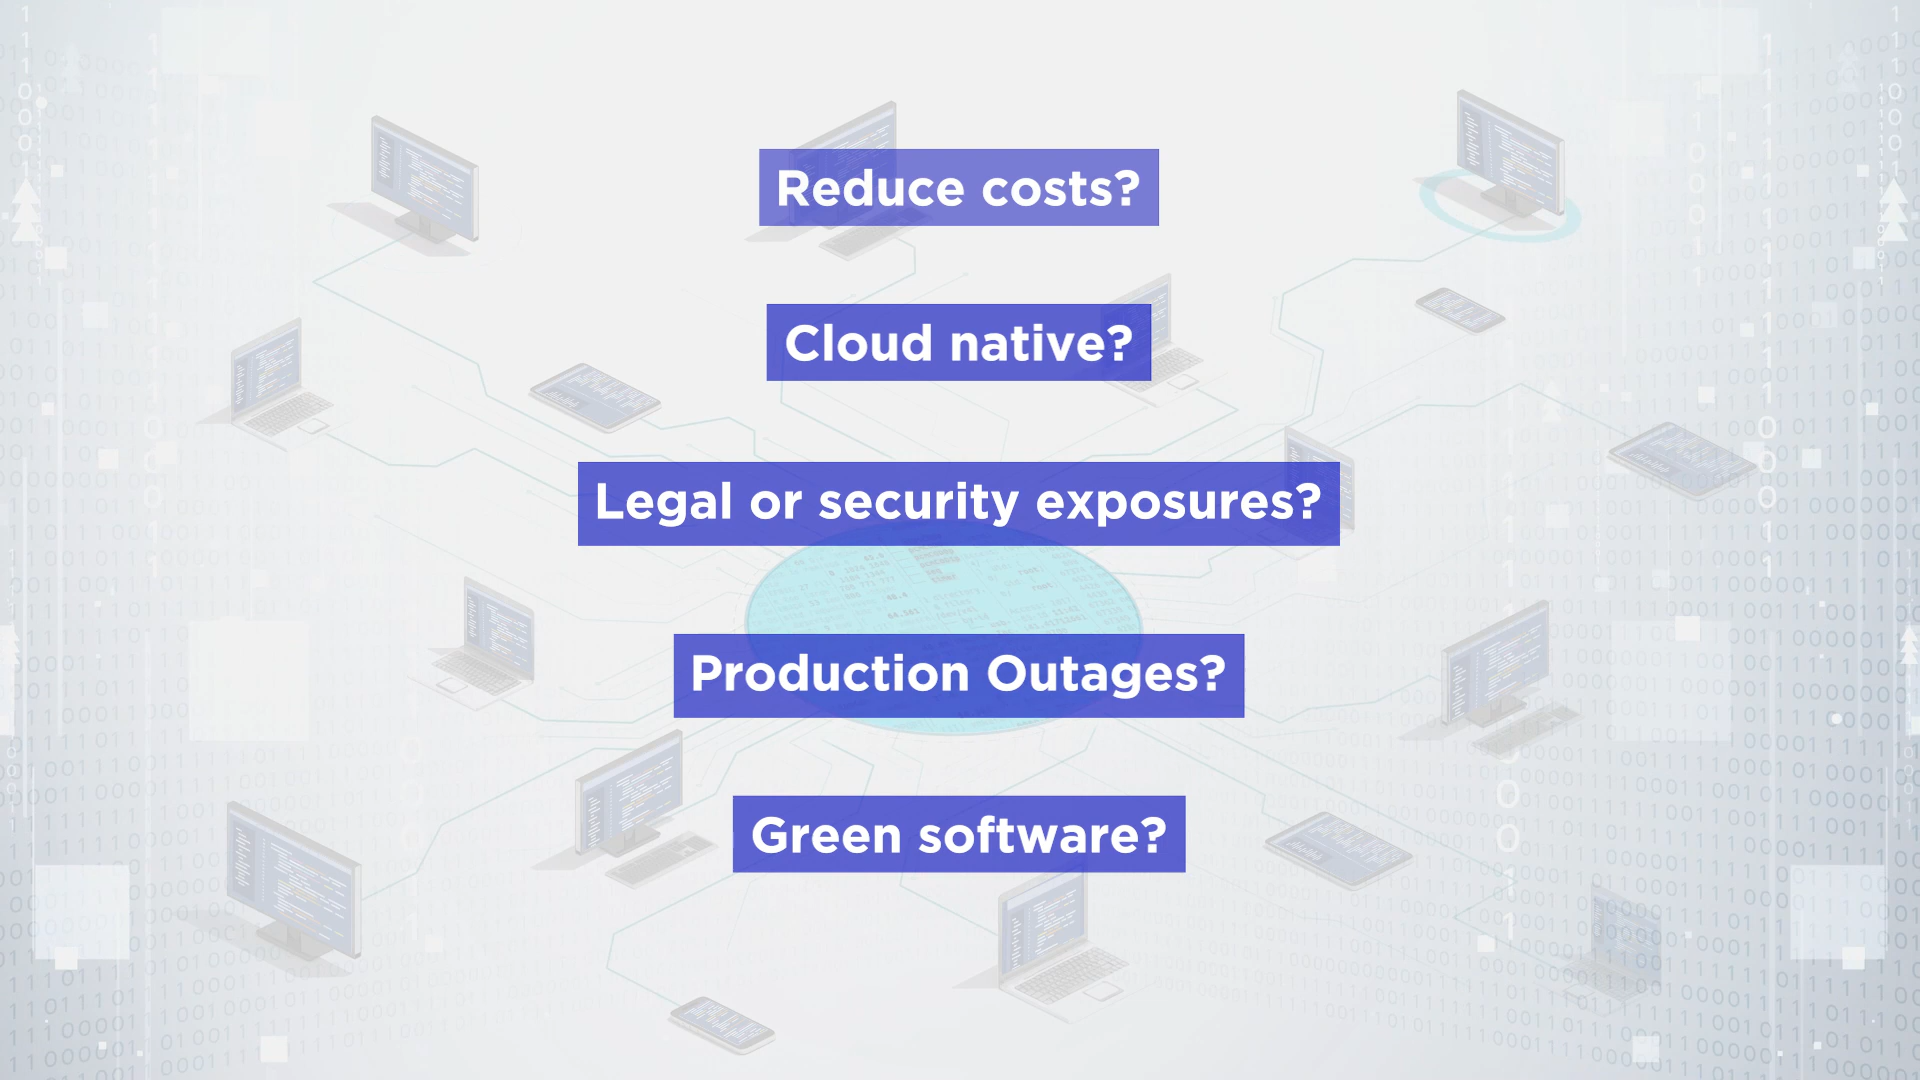 Reduce costs?
Cloud native?
Legal or security exposures?
Production Outages?
Green software?